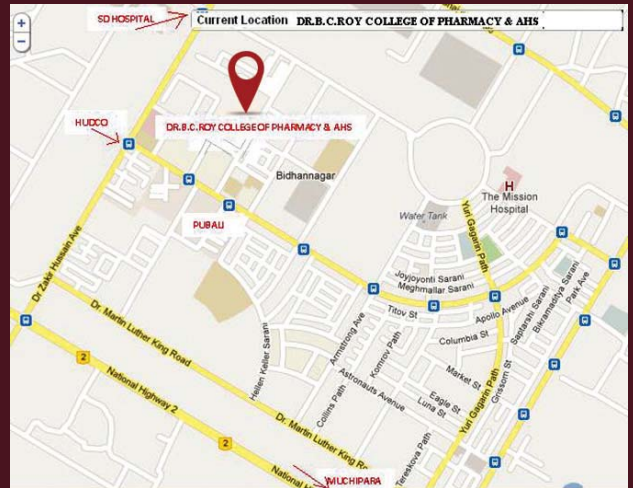 SD HOSPITAL
Current Location DR.B.C.ROY COLLEGE OF PHARMACY & AHS
HUDCO
DR.B.C.ROY COLLEGE OF PHARMACY & AHS
Bidhannagar
H
The Mission
Hospital
Water Tank
Yuri Gagarin Path
PUBALI
Dr Zakir Hussain Ave
Joyjoyonti Sarani
Meghmallar Sarani
Titov St
Apollo Avenue
Saptarshi Sarani
Bikramaditya Sarani
Park Ave
Columbia St
Dr. Martin Luther King Road
Hellen Keller Sarani
Armstrong Ave
Komrov Path
Market St
Grissom St
2
National Highway 2
Collins Path
Astronauts Avenue
Eagle St
Luna St
Yuri Gagarin Path
Dr. Martin Luther King
2
Tereskova Path
National
MUCHIPARA